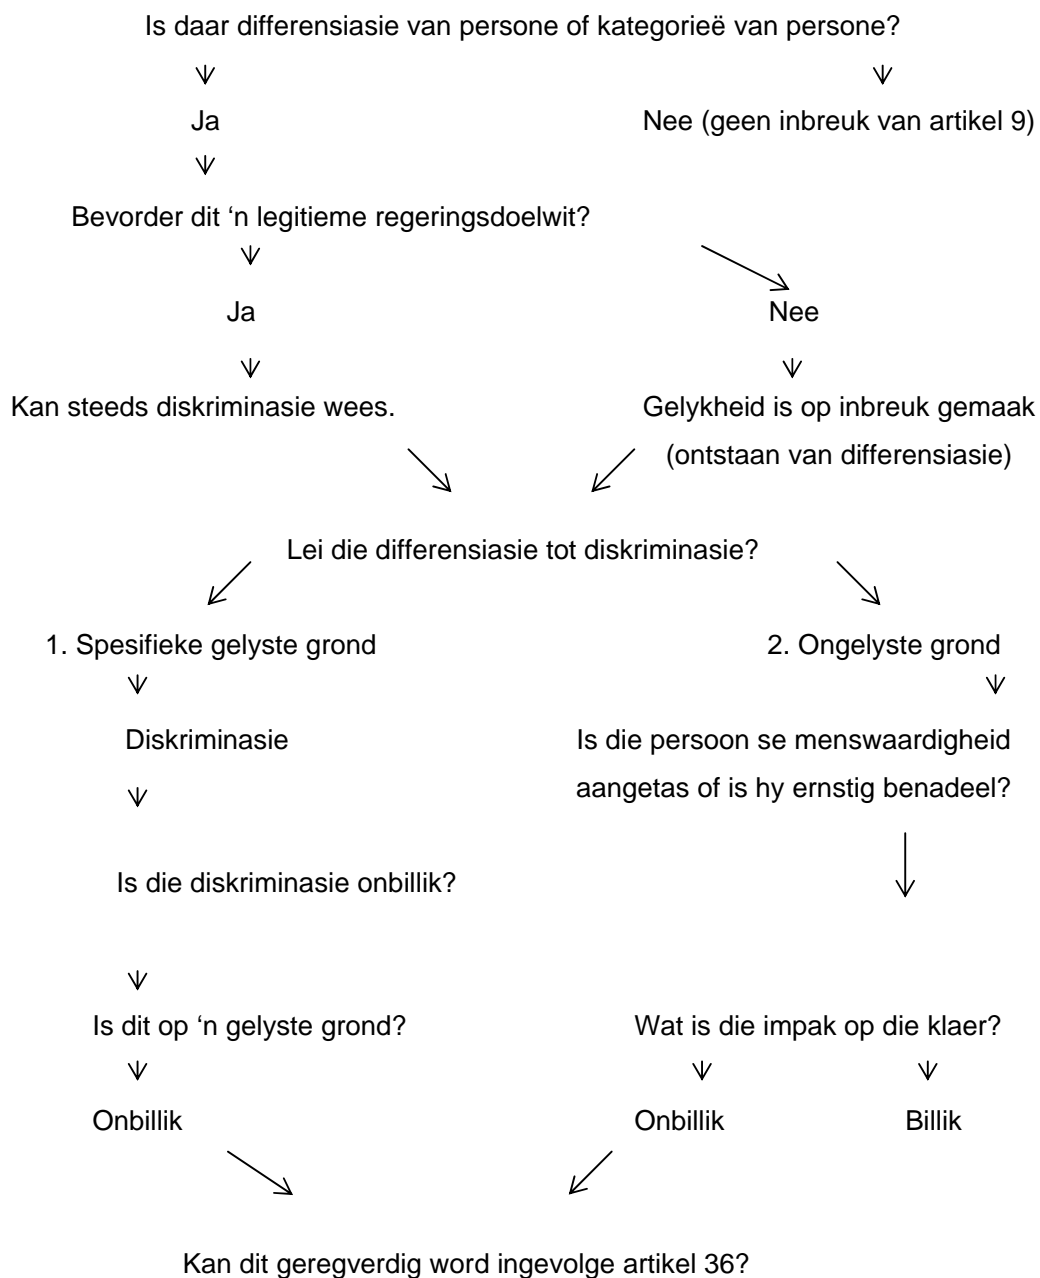 Is daar differensiasie van persone of kategorieë van persone?
Ja
Nee (geen inbreuk van artikel 9)
Bevorder dit ‘n legitieme regeringsdoelwit?
Ja
Nee
Kan steeds diskriminasie wees.
Gelykheid is op inbreuk gemaak
(ontstaan van differensiasie)
Lei die differensiasie tot diskriminasie?
1. Spesifieke gelyste grond
2. Ongelyste grond
Diskriminasie
Is die persoon se menswaardigheid
aangetas of is hy ernstig benadeel?
Is die diskriminasie onbillik?
Is dit op ‘n gelyste grond?
Wat is die impak op die klaer?
Onbillik
Onbillik
Billik
Kan dit geregverdig word ingevolge artikel 36?